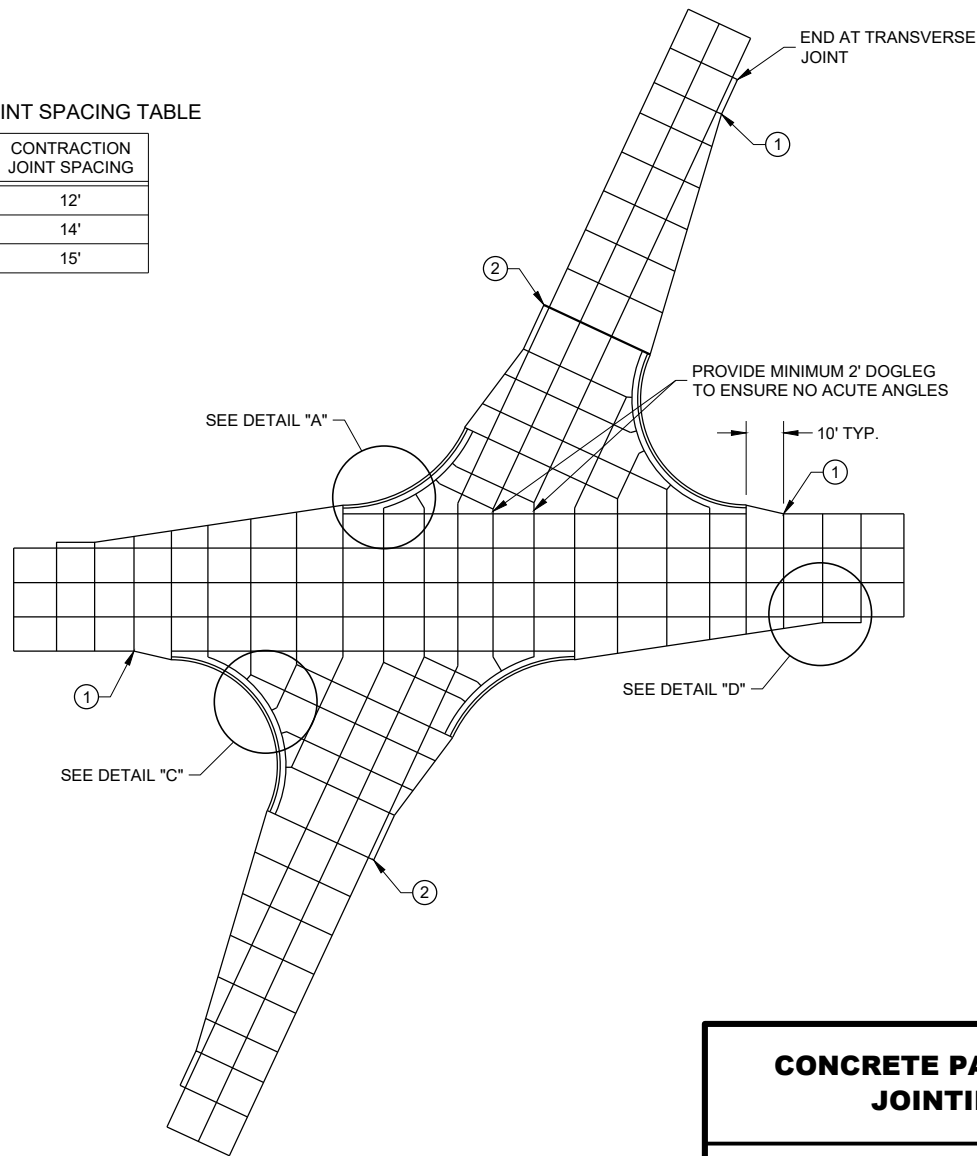 END AT TRANSVERSE
JOINT
INT SPACING TABLE
CONTRACTION
JOINT SPACING
12'
14'
15'
1
2
PROVIDE MINIMUM 2' DOGLEG
TO ENSURE NO ACUTE ANGLES
SEE DETAIL "A"
10' TYP.
1
1
SEE DETAIL "D"
SEE DETAIL "C"
2
CONCRETE PA
JOINTI